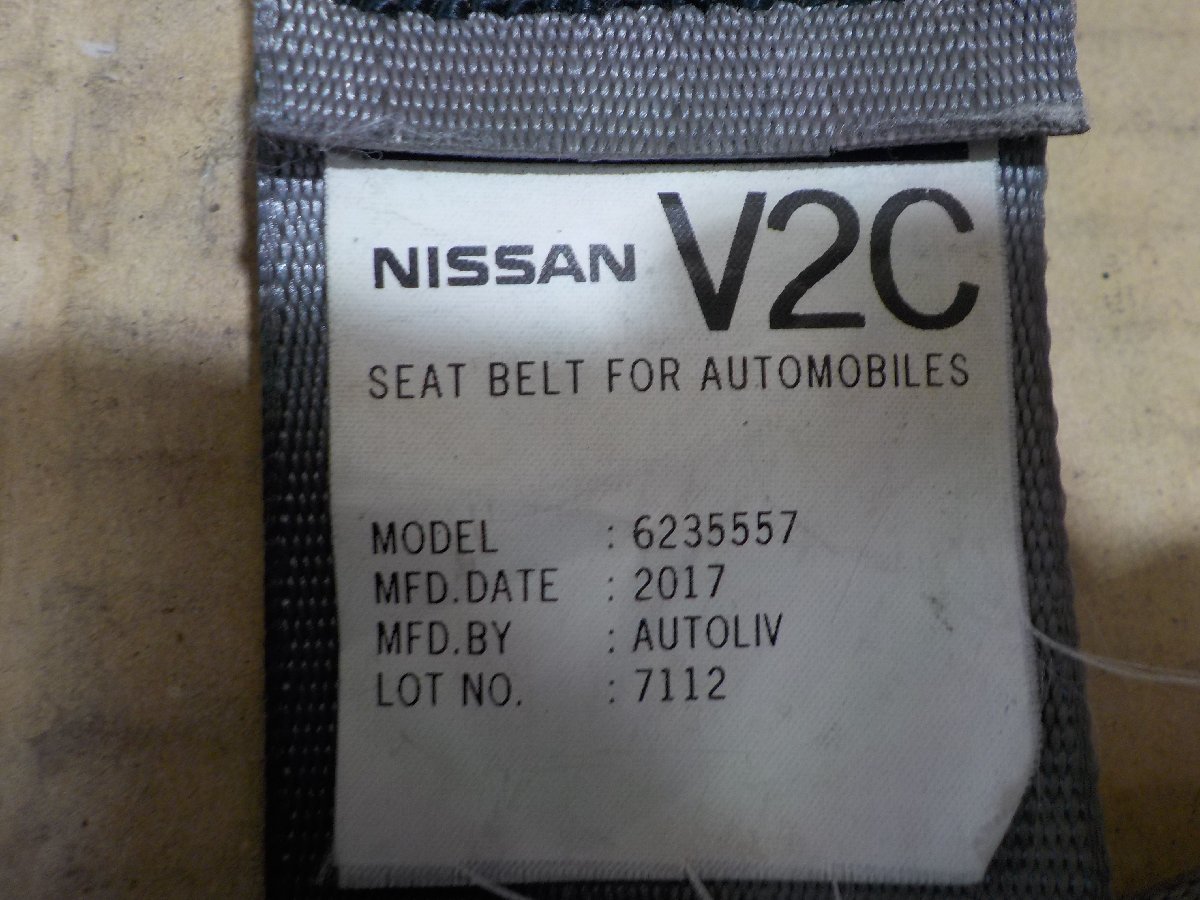 NISSAN V2C
SEAT BELT FOR AUTOMOBILES
MODEL : 6235557
MFD.DATE : 2017
MFD.BY : AUTOLIV
LOT NO. : 7112